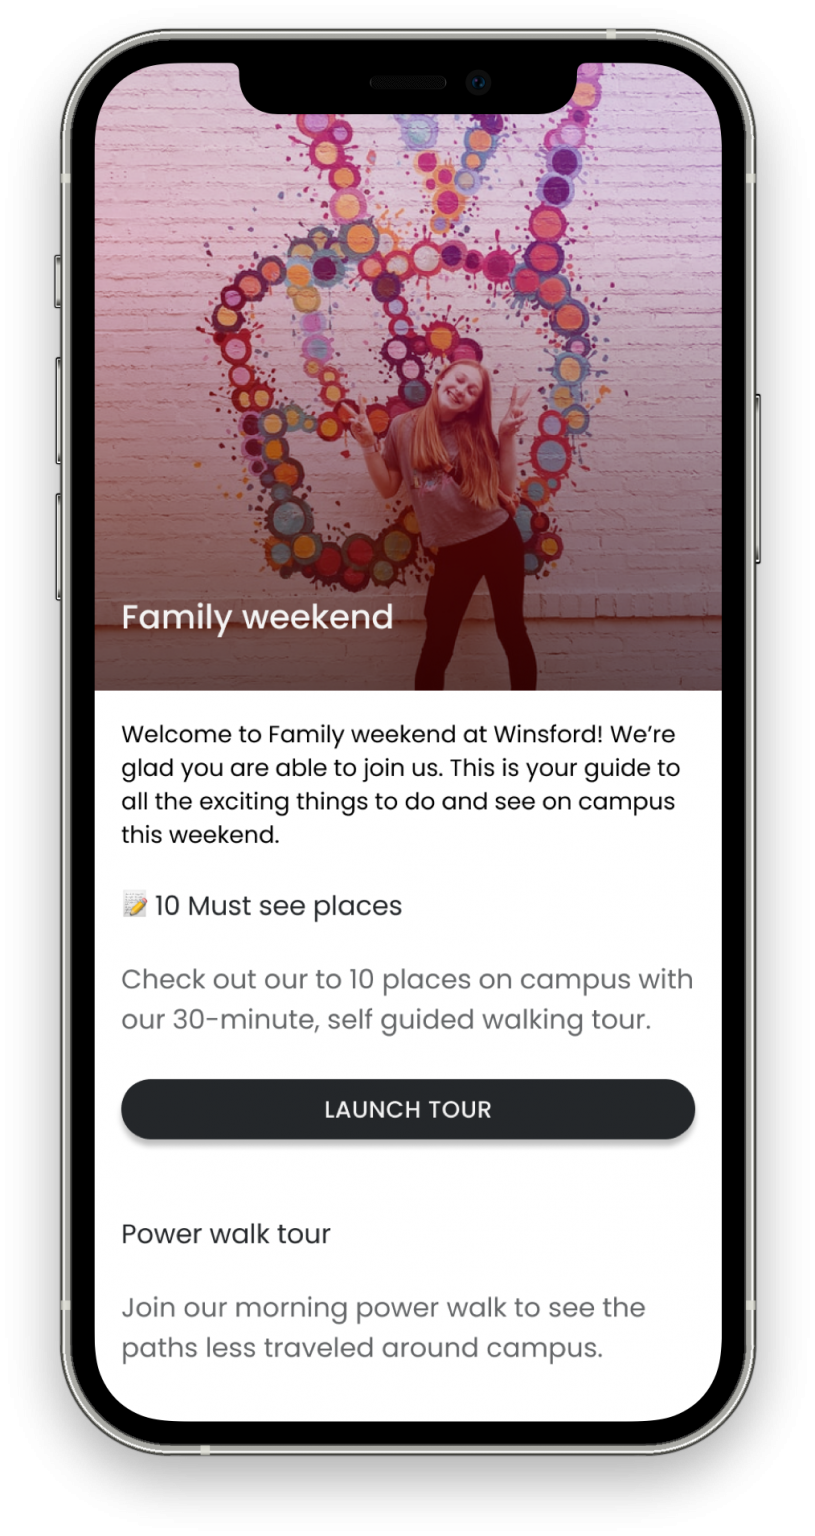 Family weekend
Welcome to Family weekend at Winsford! We’re
glad you are able to join us. This is your guide to
all the exciting things to do and see on campus
this weekend.
📝 10 Must see places
Check out our to 10 places on campus with
our 30-minute, self guided walking tour.
LAUNCH TOUR
Power walk tour
Join our morning power walk to see the
paths less traveled around campus.